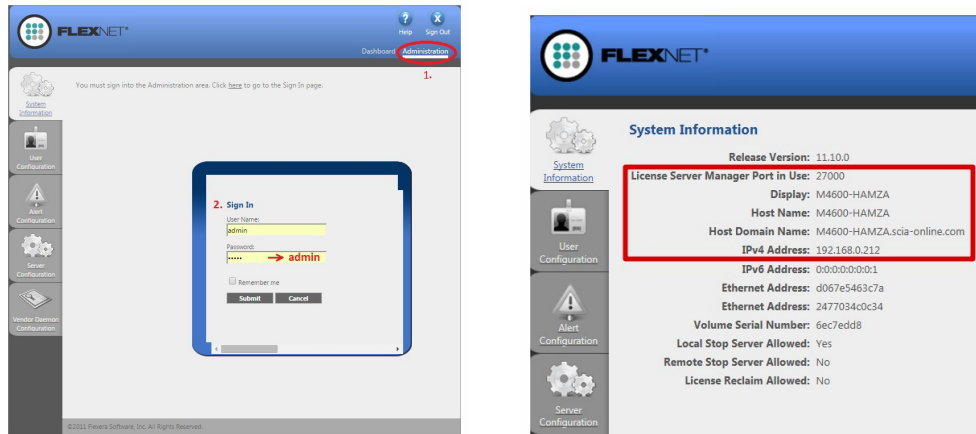 FLEXNET
Help Sign Out
Dashboard Administration
1.
You must sign into the Administration area. Click here to go to the Sign In page.
System
Information
User
Configuration
Alert
Configuration
Server
Configuration
Vendor Daemon
Configuration
2. Sign In
User Name:
admin
Password:
••••• → admin
Remember me
Submit Cancel
©2011 Flexera Software, Inc. All Rights Reserved.
FLEXNET
System
Information
User
Configuration
Alert
Configuration
Server
Configuration
System Information
Release Version: 11.10.0
License Server Manager Port in Use: 27000
Display: M4600-HAMZA
Host Name: M4600-HAMZA
Host Domain Name: M4600-HAMZA.scia-online.com
IPv4 Address: 192.168.0.212
IPv6 Address: 0:0:0:0:0:0:0:1
Ethernet Address: d067e5463c7a
Ethernet Address: 2477034c0c34
Volume Serial Number: 6ec7edd8
Local Stop Server Allowed: Yes
Remote Stop Server Allowed: No
License Reclaim Allowed: No